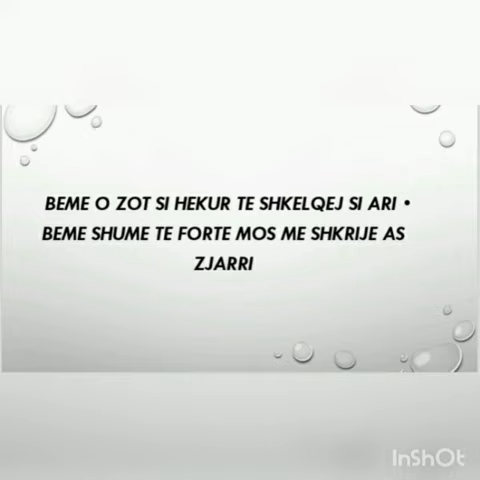 BEME O ZOT SI HEKUR TE SHKELQEJ SI ARI •
BEME SHUME TE FORTE MOS ME SHKRIJE AS
ZJARRI
InShOt